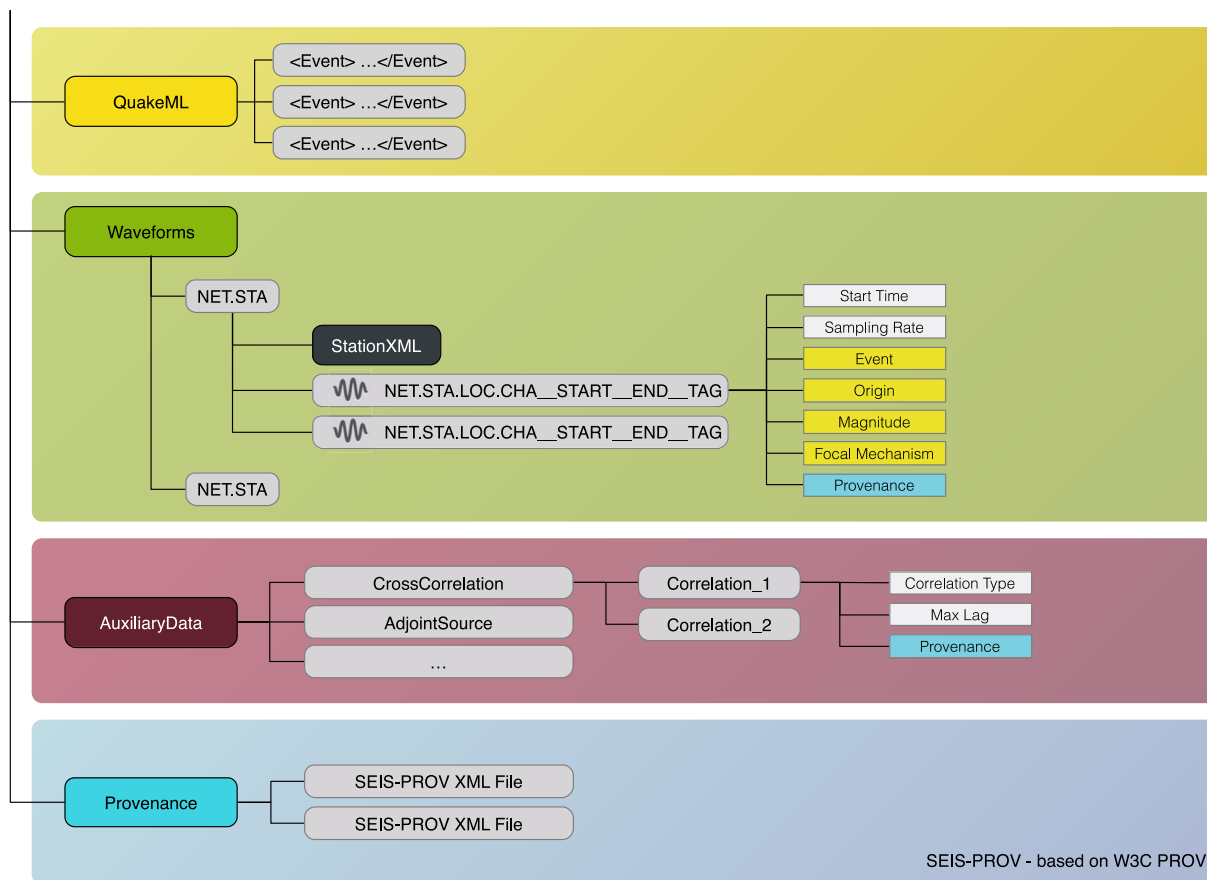 <Event> ...</Event>
QuakeML
<Event> ...</Event>
<Event> ...</Event>
Waveforms
NET.STA
Start Time
Sampling Rate
StationXML
Event
NET.STA.LOC.CHA__START__END__TAG
Origin
NET.STA.LOC.CHA__START__END__TAG
Magnitude
Focal Mechanism
NET.STA
Provenance
CrossCorrelation
Correlation_1
Correlation Type
AuxiliaryData
AdjointSource
Correlation_2
Max Lag
...
Provenance
Provenance
SEIS-PROV XML File
SEIS-PROV XML File
SEIS-PROV - based on W3C PROV